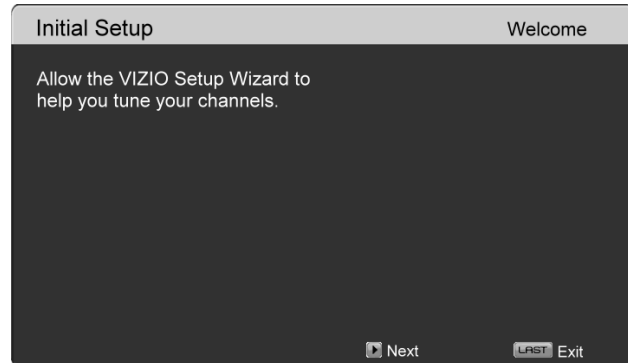 Initial Setup Welcome
Allow the VIZIO Setup Wizard to
help you tune your channels.
Next LAST Exit